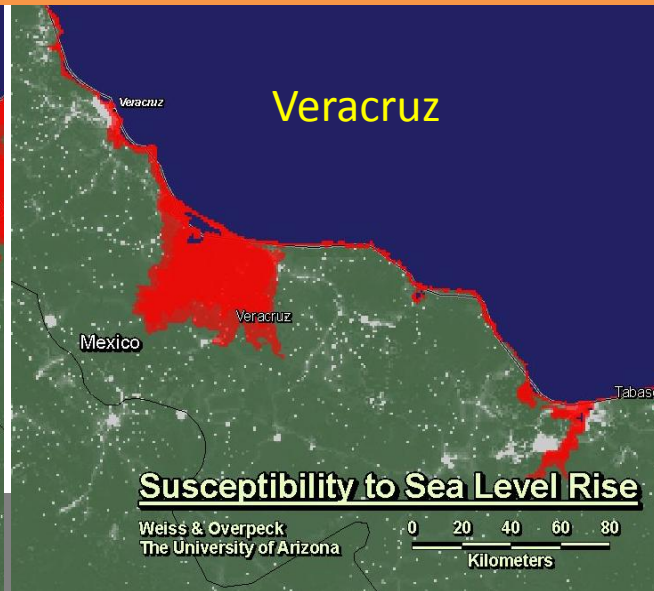 Veracruz
Veracruz
Veracruz
Mexico
Susceptibility to Sea Level Rise
Weiss & Overpeck
The University of Arizona
0 20 40 60 80
Kilometers